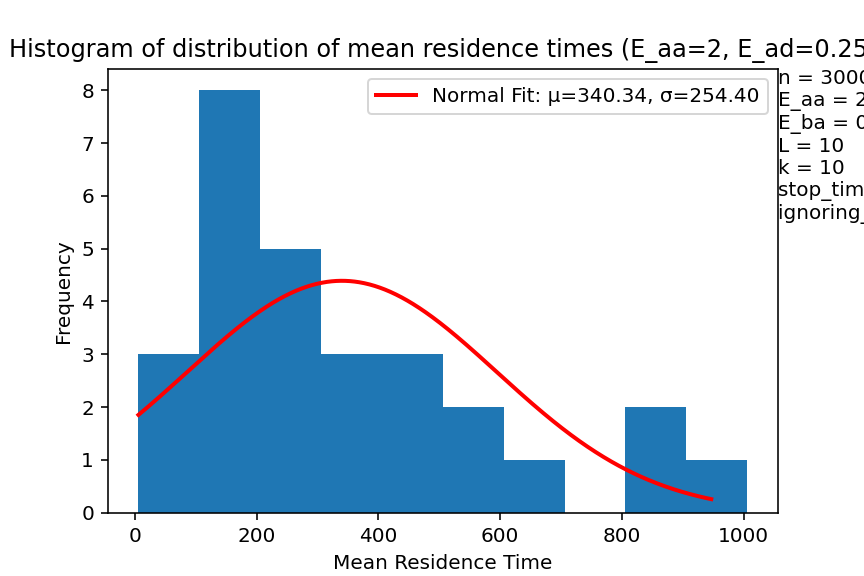 Histogram of distribution of mean residence times (E_aa=2, E_ad=0.25
n = 3000
E_aa = 2
E_ba = 0
L = 10
k = 10
stop_tim
ignoring_
Normal Fit: μ=340.34, σ=254.40
8
7
6
5
4
3
2
1
0
Frequency
0 200 400 600 800 1000
Mean Residence Time